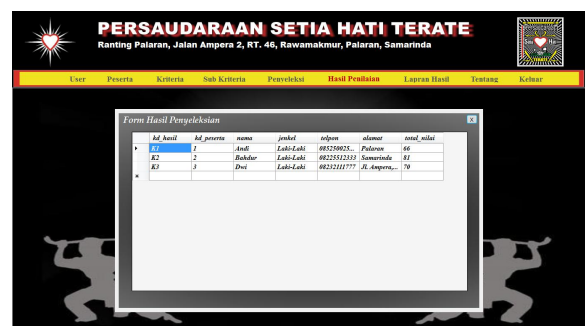 PERSAUDARAAN SETIA HATI TERATE
Ranting Palaran, Jalan Ampera 2, RT. 46, Rawamakmur, Palaran, Samarinda
User Peserta Kriteria Sub Kriteria Penyeleksi Hasil Penilaian Lapran Hasil Tentang Keluar
Form Hasil Penyeleksian x
kd_hasil kd_peserta nama jenkel telpon alamat total_nilai
K1 1 Andi Laki-Laki 085250025... Palaran 66
K2 2 Bahdur Laki-Laki 08225512333 Samarinda 81
K3 3 Dwi Laki-Laki 08232111777 Jl. Ampera,... 70